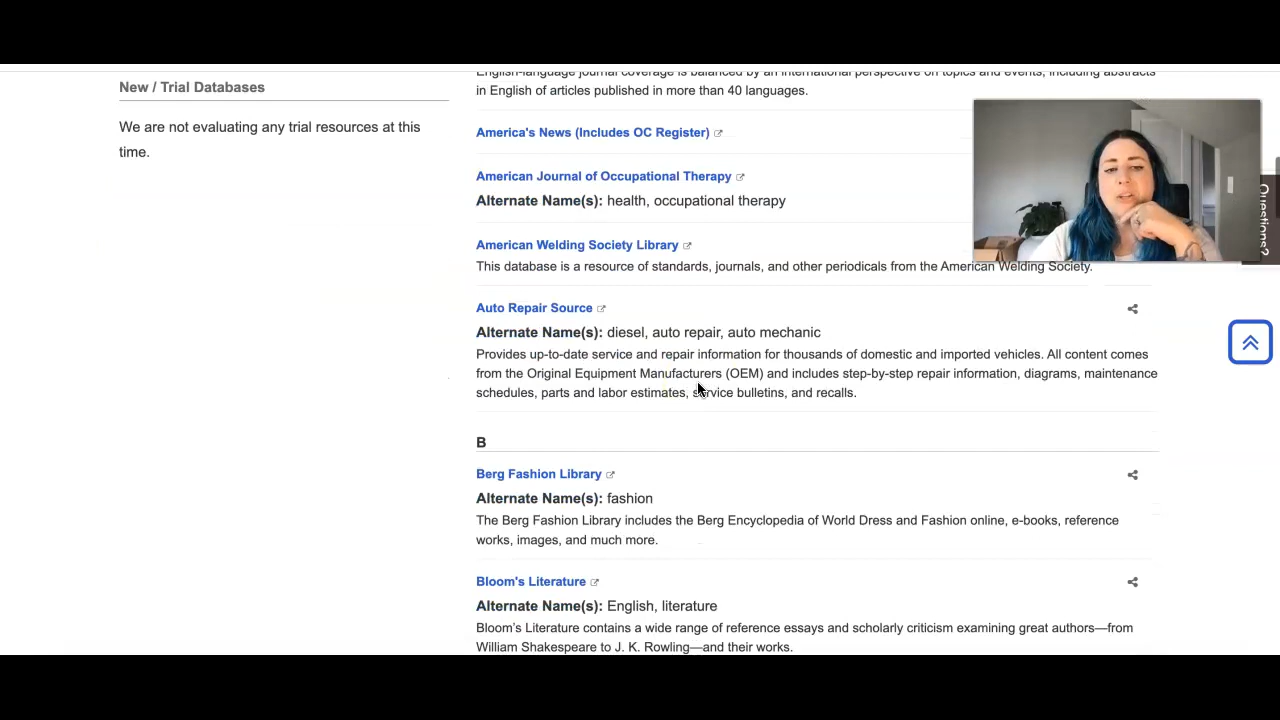 New / Trial Databases
We are not evaluating any trial resources at this
time.
English-language journal coverage is balanced by an international perspective on topics and events, including abstracts
in English of articles published in more than 40 languages.
America's News (Includes OC Register)
American Journal of Occupational Therapy
Alternate Name(s): health, occupational therapy
American Welding Society Library
This database is a resource of standards, journals, and other periodicals from the American Welding Society.
Auto Repair Source
Alternate Name(s): diesel, auto repair, auto mechanic
Provides up-to-date service and repair information for thousands of domestic and imported vehicles. All content comes
from the Original Equipment Manufacturers (OEM) and includes step-by-step repair information, diagrams, maintenance
schedules, parts and labor estimates, service bulletins, and recalls.
B
Berg Fashion Library
Alternate Name(s): fashion
The Berg Fashion Library includes the Berg Encyclopedia of World Dress and Fashion online, e-books, reference
works, images, and much more.
Bloom's Literature
Alternate Name(s): English, literature
Bloom’s Literature contains a wide range of reference essays and scholarly criticism examining great authors—from
William Shakespeare to J. K. Rowling—and their works.
Questions?